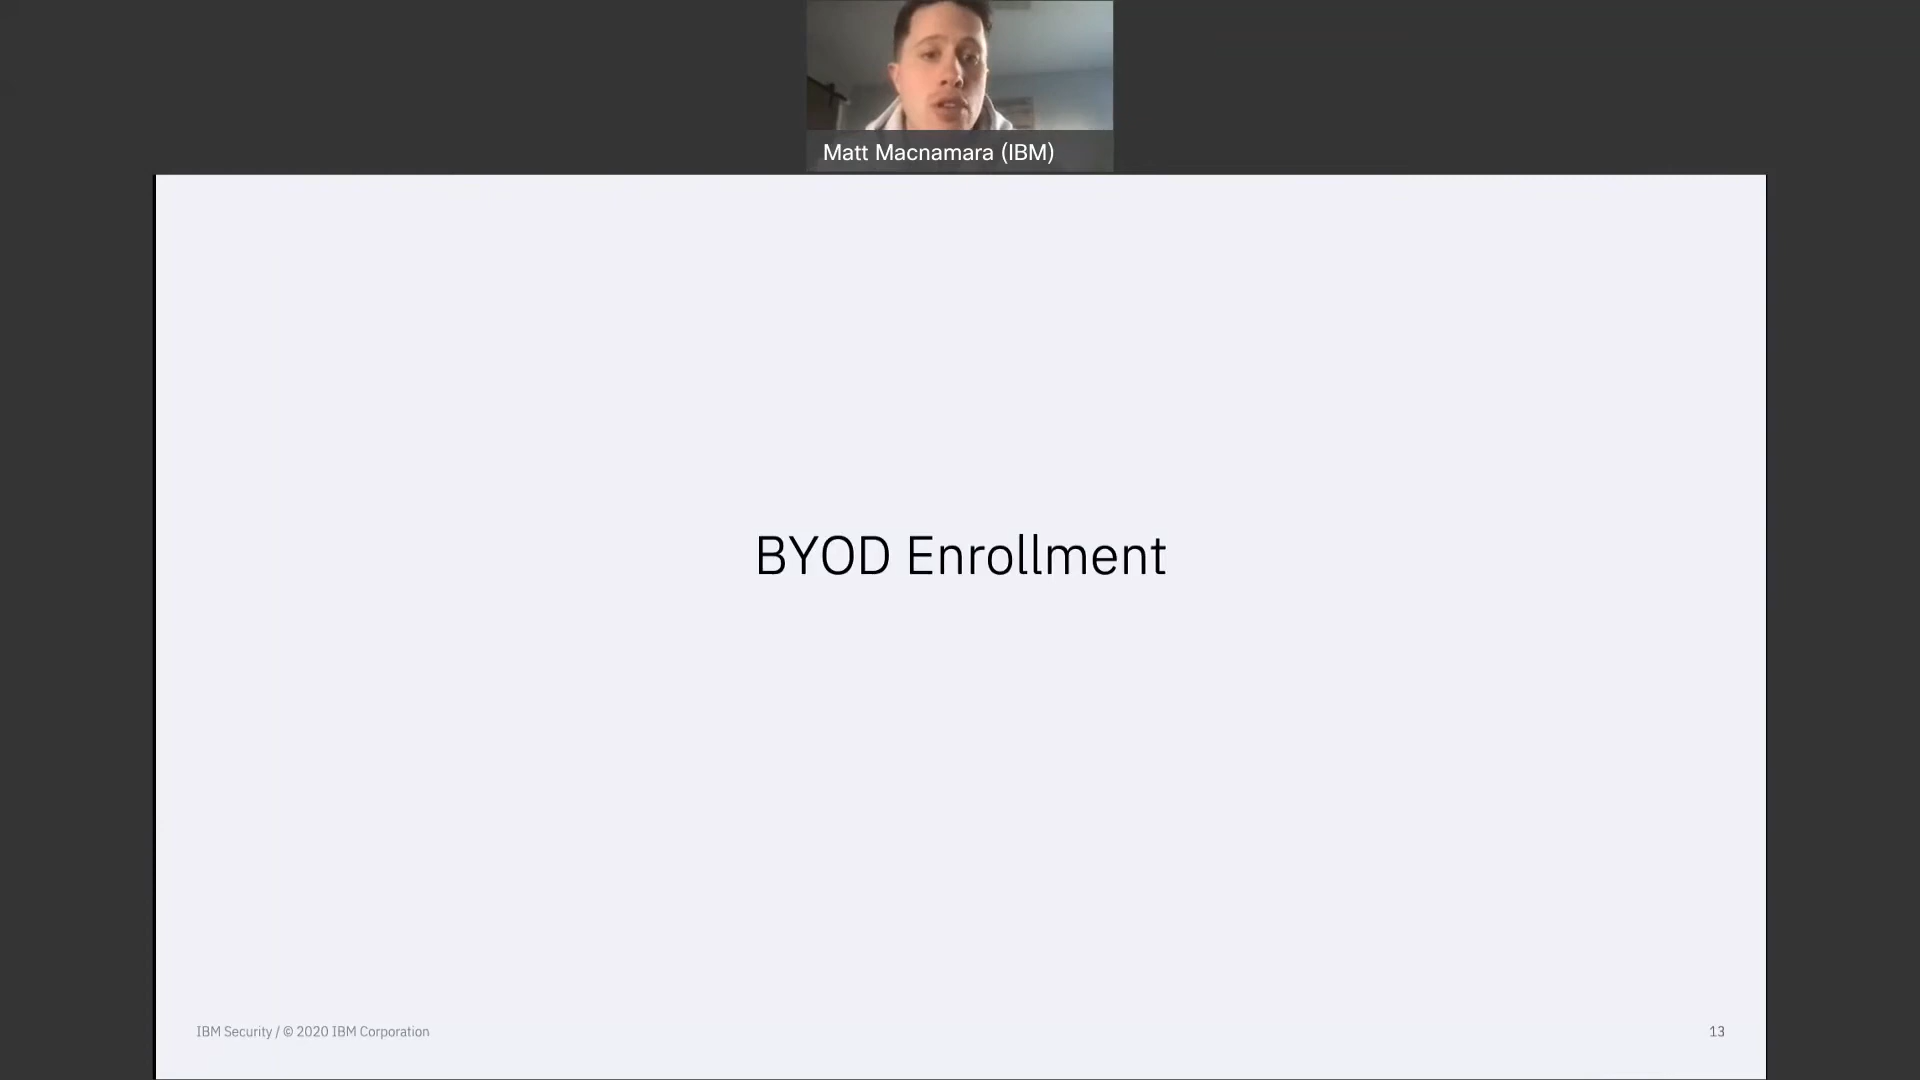 Matt Macnamara (IBM)
BYOD Enrollment
IBM Security / © 2020 IBM Corporation
13